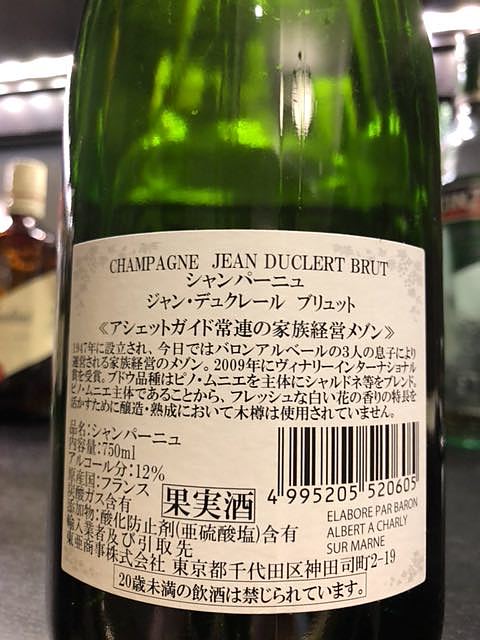 CHAMPAGNE JEAN DUCLERT BRUT
シャンパーニュ
ジャン・デュクレール ブリュット
《アシェットガイド常連の家族経営メゾン》
1947年に設立され、今日ではバロンアルベールの3人の息子により
運営される家族経営のメゾン。2009年にヴィナリーインターナショナル
賞を受賞。ブドウ品種はピノ・ムニエを主体にシャルドネ等をブレンド。
ピノ・ムニエ主体であることから、フレッシュな白い花の香りの特長を
活かすために醸造・熟成において木樽は使用されていません。
品名:シャンパーニュ
内容量:750ml
アルコール分:12%
原産国:フランス
炭酸ガス含有
添加物:酸化防止剤(亜硫酸塩)含有
輸入業者及び引取先
東亜商事株式会社 東京都千代田区神田司町2-19
果実酒
4 995205 520605
ELABORE PAR BARON
ALBERT A CHARLY
SUR MARNE
20歳未満の飲酒は禁じられています。